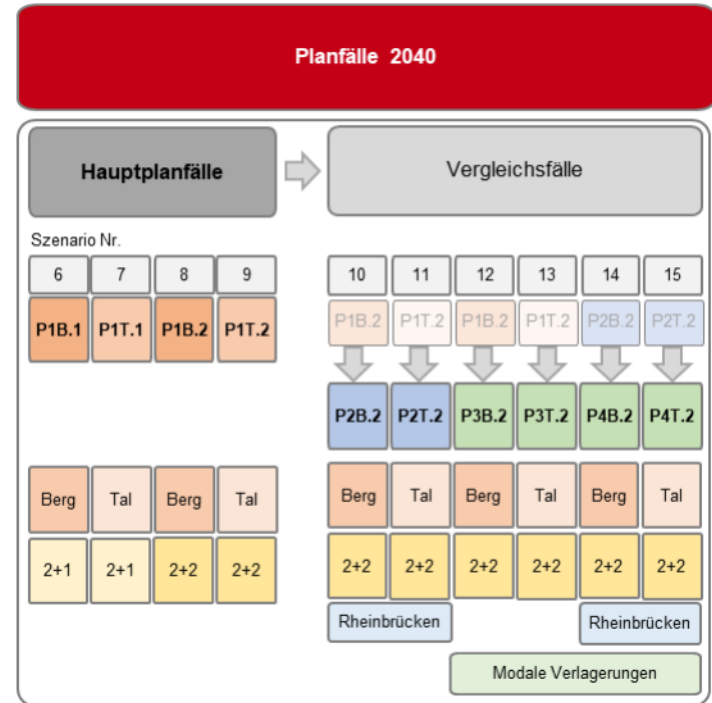 Planfälle 2040
Hauptplanfälle
Vergleichsfälle
Szenario Nr.
6 7 8 9 10 11 12 13 14 15
P1B.1 P1T.1 P1B.2 P1T.2 P1B.2 P1T.2 P1B.2 P1T.2 P2B.2 P2T.2
P2B.2 P2T.2 P3B.2 P3T.2 P4B.2 P4T.2
Berg Tal Berg Tal Berg Tal Berg Tal Berg Tal
2+1 2+1 2+2 2+2 2+2 2+2 2+2 2+2 2+2 2+2
Rheinbrücken Rheinbrücken
Modale Verlagerungen